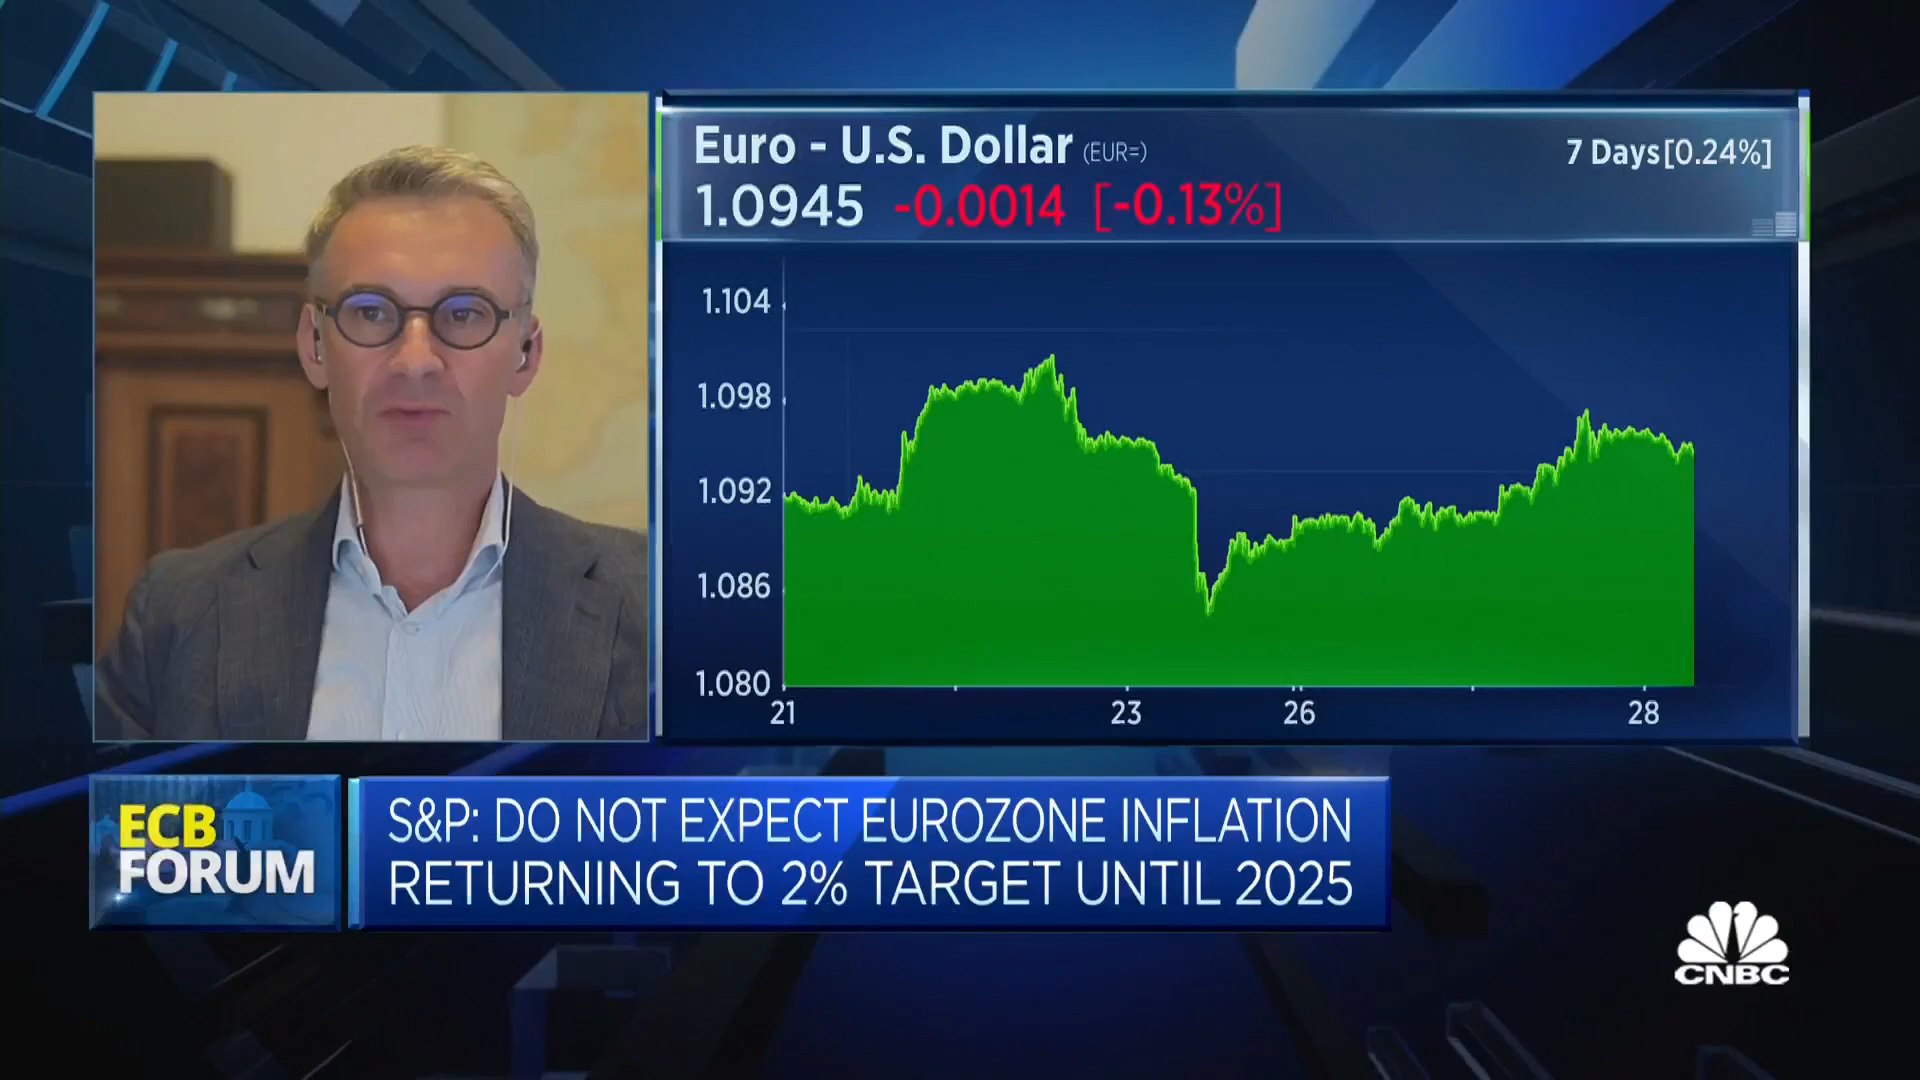 Euro - U.S. Dollar (EUR=)
7 Days[0.24%]
1.0945 -0.0014 [-0.13%]
1.104
1.098
1.092
1.086
1.080
21 23 26 28
ECB
FORUM
S&P: DO NOT EXPECT EUROZONE INFLATION
RETURNING TO 2% TARGET UNTIL 2025
CNBC